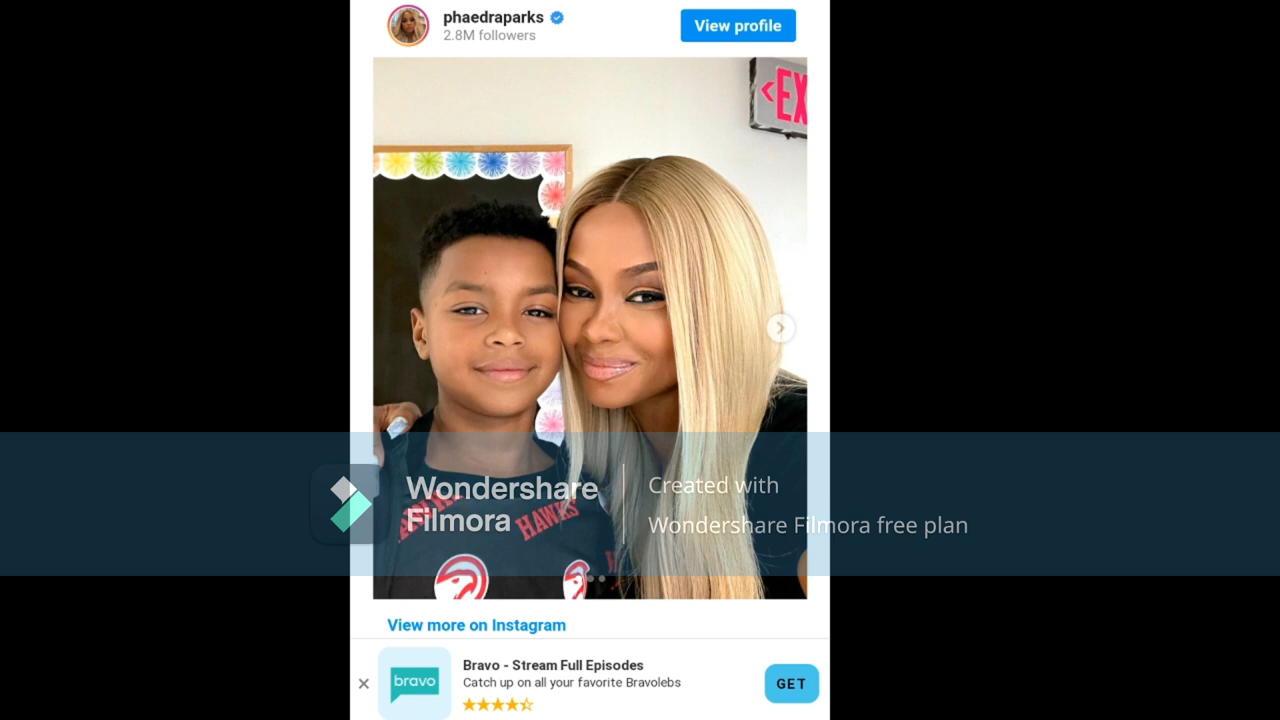 phaedraparks
2.8M followers
View profile
<EX
HAWKS
Wondershare
Filmora
Created with
Wondershare Filmora free plan
View more on Instagram
bravo
Bravo - Stream Full Episodes
Catch up on all your favorite Bravolebs
GET